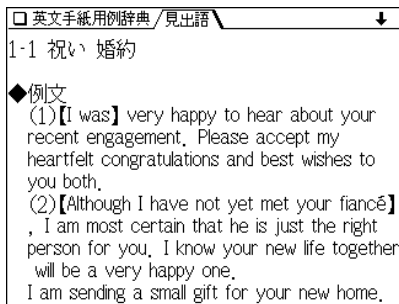 英文手紙用例辞典/見出語
1-1 祝い 婚約
◆例文
(1)【I was】 very happy to hear about your
recent engagement. Please accept my
heartfelt congratulations and best wishes to
you both.
(2)【Although I have not yet met your fiancé】
, I am most certain that he is just the right
person for you. I know your new life together
will be a very happy one.
I am sending a small gift for your new home.